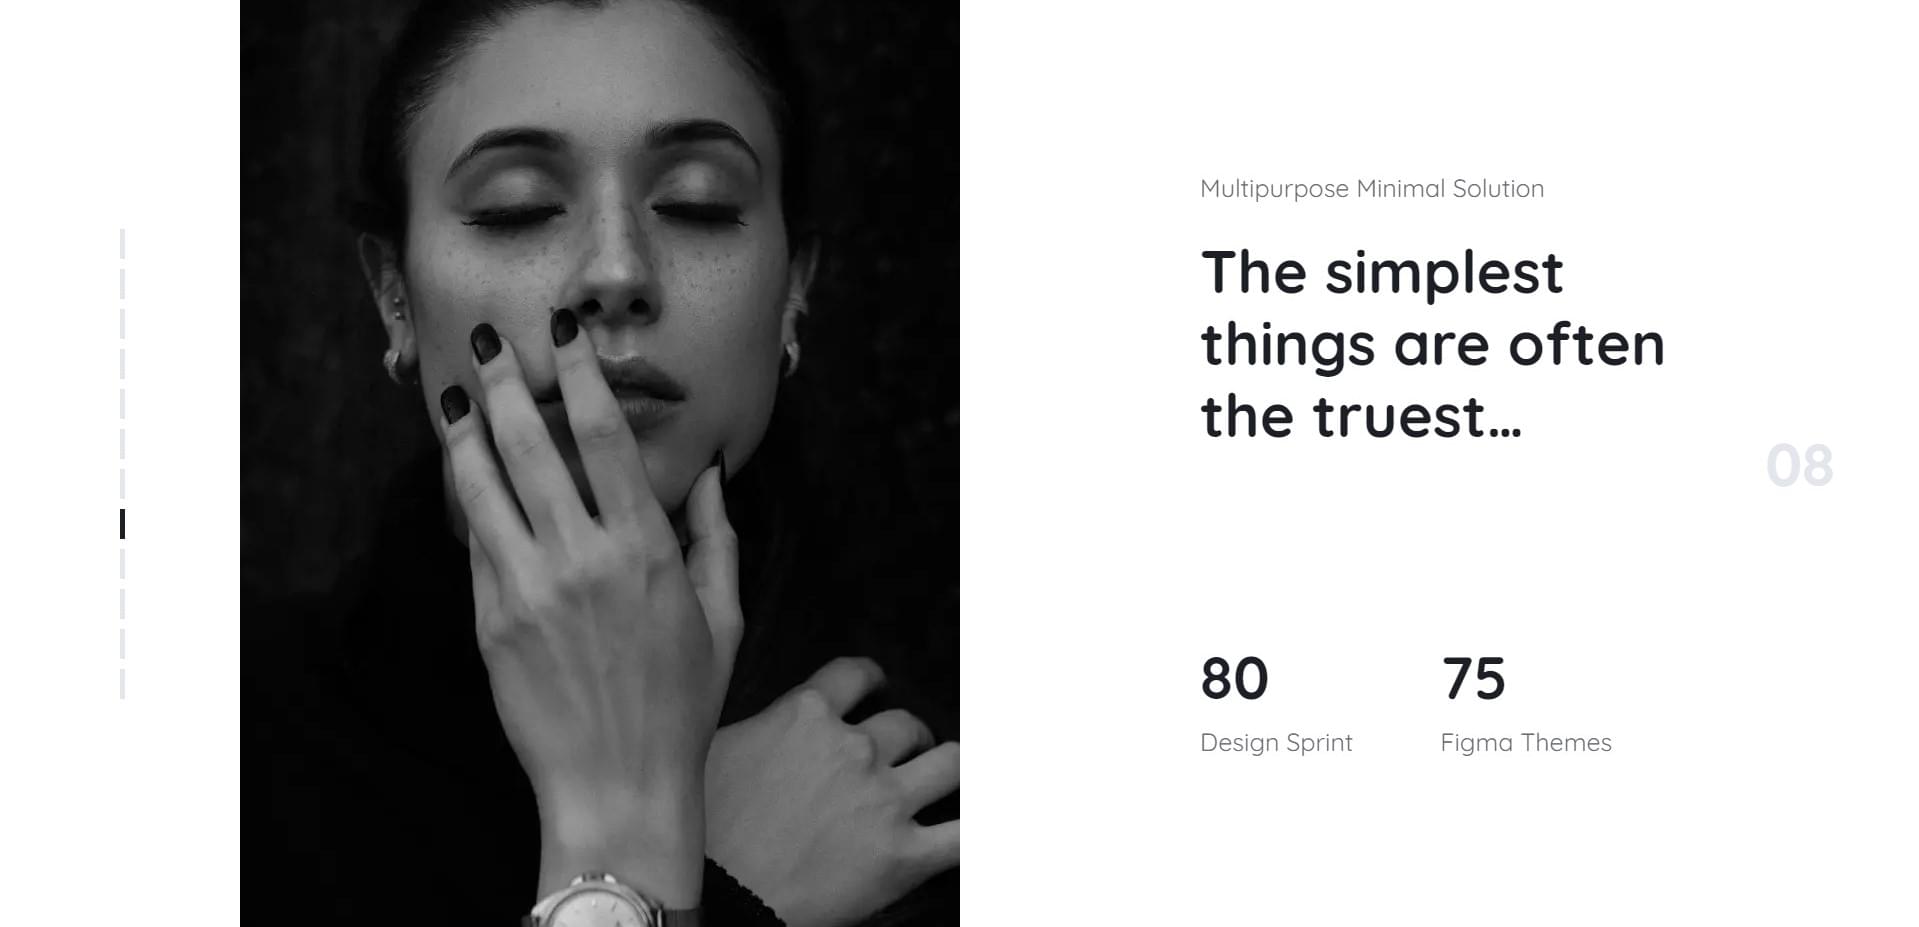 Multipurpose Minimal Solution
The simplest
things are often
the truest...
08
80
75
Design Sprint
Figma Themes